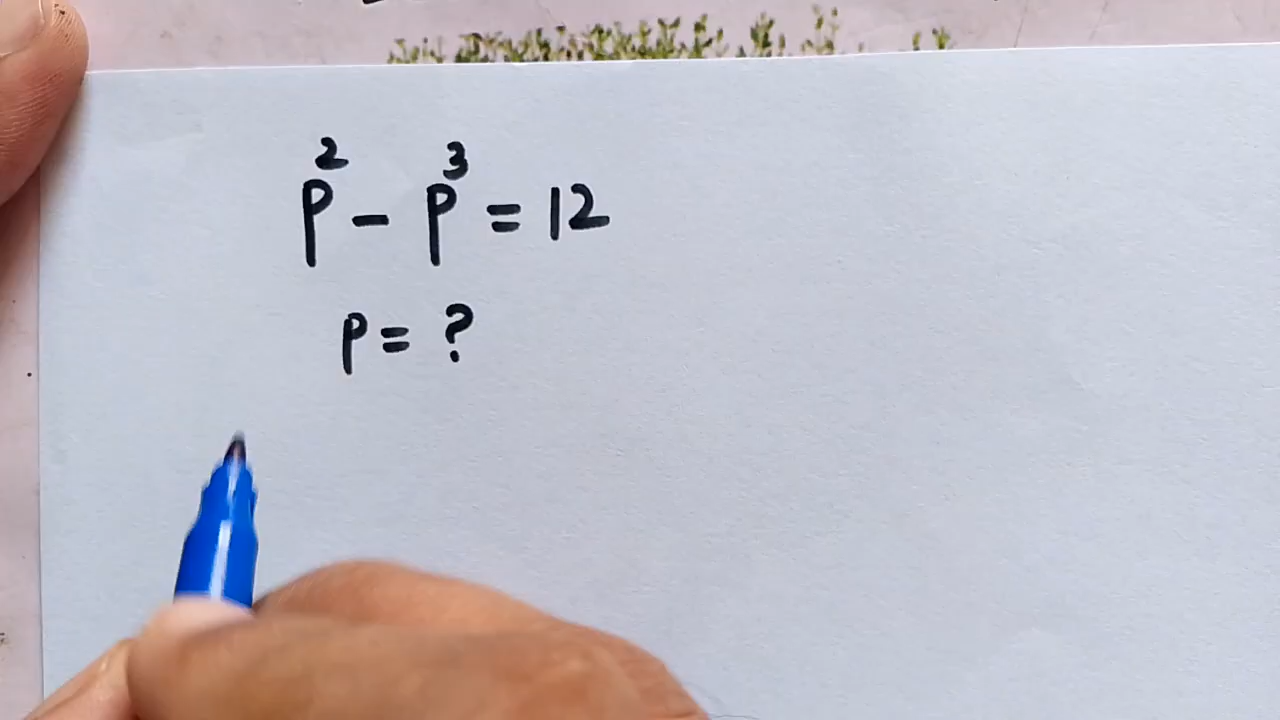 p² - p³ = 12
p = ?